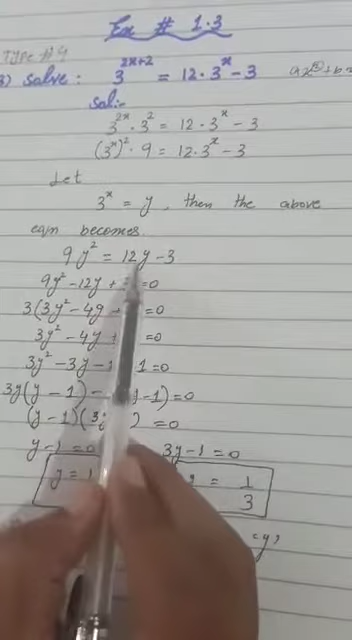 Ex # 1.3
Type #4
3) Solve: 3^{2x+2} = 12·3^x - 3
Sol:-
3^{2x}·3^2 = 12·3^x - 3
(3^x)^2·9 = 12·3^x - 3
Let
3^x = y, then the above
eqn becomes.
9y^2 = 12y - 3
9y^2 - 12y + =0
3(3y^2 - 4y + =0
3y^2 - 4y =0
3y^2 - 3y - 1=0
3y(y - 1) - y-1)=0
(y-1)(3y ) =0
y-1=0 3y-1=0
y=1 = 1/3
"y"